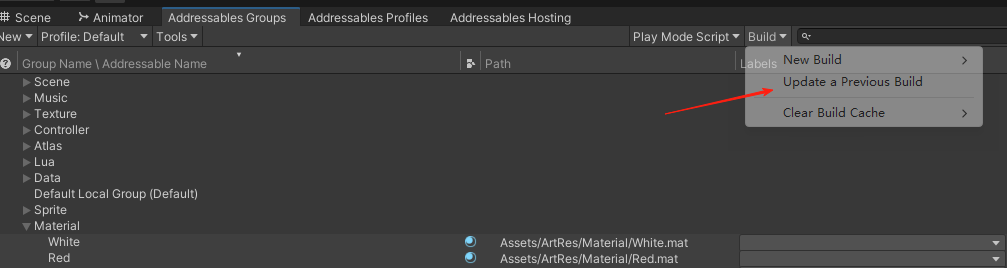 Scene Animator Addressables Groups Addressables Profiles Addressables Hosting
New Profile: Default Tools Play Mode Script Build
Group Name \ Addressable Name Path Labels
New Build
Update a Previous Build
Clear Build Cache
Scene
Music
Texture
Controller
Atlas
Lua
Data
Default Local Group (Default)
Sprite
Material
White Assets/ArtRes/Material/White.mat
Red Assets/ArtRes/Material/Red.mat